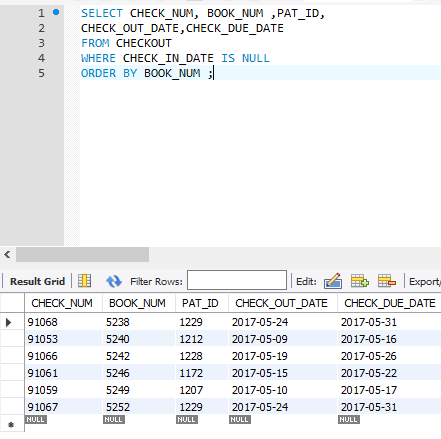 1 SELECT CHECK_NUM, BOOK_NUM ,PAT_ID,
2 CHECK_OUT_DATE,CHECK_DUE_DATE
3 FROM CHECKOUT
4 WHERE CHECK_IN_DATE IS NULL
5 ORDER BY BOOK_NUM ;
Result Grid Filter Rows: Edit: Export/
CHECK_NUM BOOK_NUM PAT_ID CHECK_OUT_DATE CHECK_DUE_DATE
91068 5238 1229 2017-05-24 2017-05-31
91053 5240 1212 2017-05-09 2017-05-16
91066 5242 1228 2017-05-19 2017-05-26
91061 5246 1172 2017-05-15 2017-05-22
91059 5249 1207 2017-05-10 2017-05-17
91067 5252 1229 2017-05-24 2017-05-31
NULL NULL NULL NULL NULL